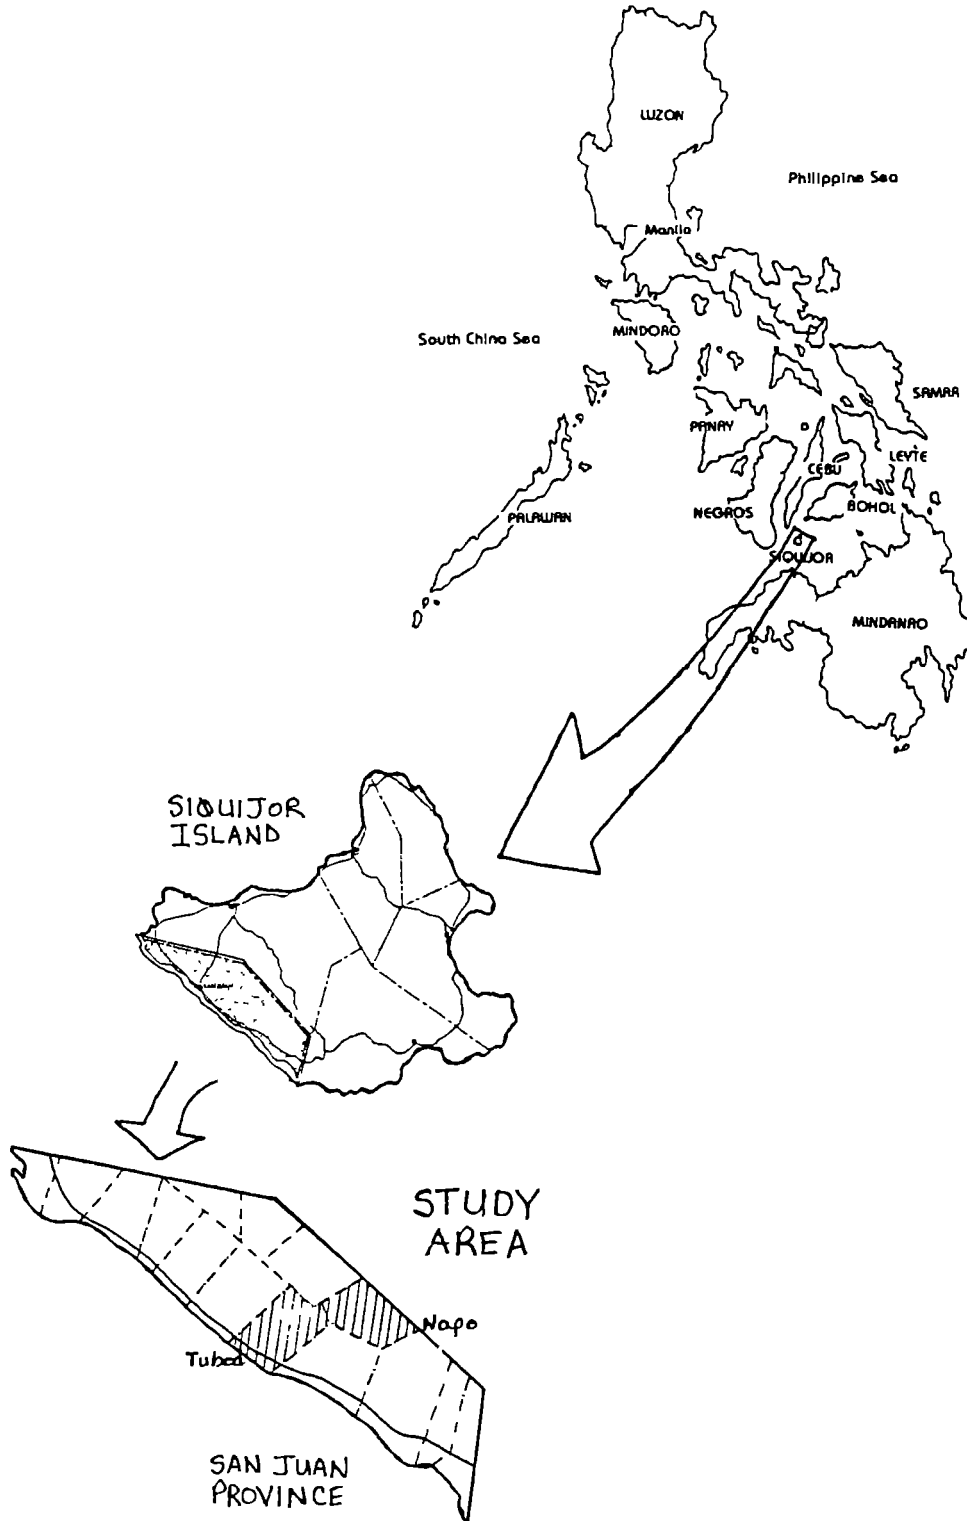 LUZON
Philippine Sea
Manila
South China Sea
MINDORO
SAMAR
PANAY
LEYTE
CEBU
NEGROS
BOHOL
PALAWAN
SIQUIJOR
MINDANAO
SIQUIJOR
ISLAND
STUDY
AREA
Napo
Tubod
SAN JUAN
PROVINCE